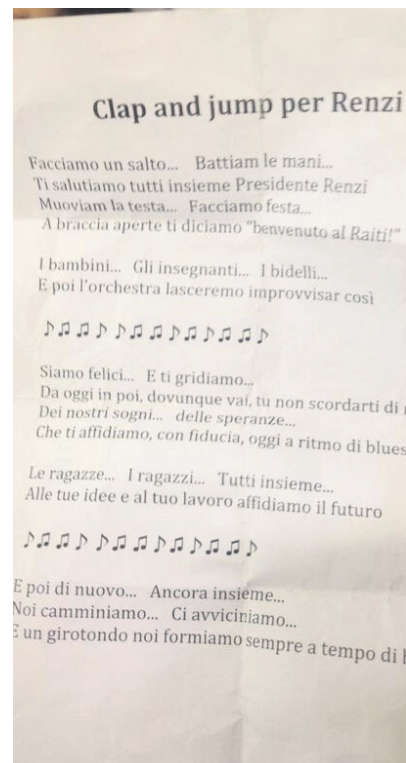 Clap and jump per Renzi
Facciamo un salto... Battiam le mani...
Ti salutiamo tutti insieme Presidente Renzi
Muoviam la testa... Facciamo festa...
A braccia aperte ti diciamo "benvenuto al Raiti!"
I bambini... Gli insegnanti... I bidelli...
E poi l'orchestra lasceremo improvvisar così
♪♫♫♪♪♫♫♪♫♪♫♫♪
Siamo felici... E ti gridiamo...
Da oggi in poi, dovunque vai, tu non scordarti di
Dei nostri sogni... delle speranze...
Che ti affidiamo, con fiducia, oggi a ritmo di blues
Le ragazze... I ragazzi... Tutti insieme...
Alle tue idee e al tuo lavoro affidiamo il futuro
♪♫♫♪♪♫♫♪♫♪♫♫♪
E poi di nuovo... Ancora insieme...
Noi camminiamo... Ci avviciniamo...
E un girotondo noi formiamo sempre a tempo di